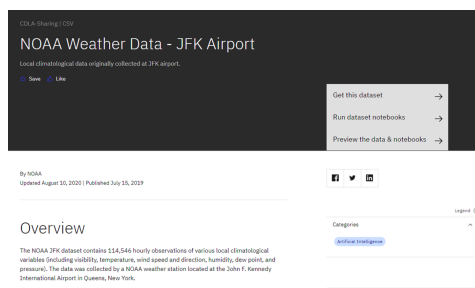 CDLA-Sharing | CSV
NOAA Weather Data - JFK Airport
Local climatological data originally collected at JFK airport.
Save Like
Get this dataset →
Run dataset notebooks →
Preview the data & notebooks →
By NOAA
Updated August 10, 2020 | Published July 15, 2019
Legend
Categories
Artificial Intelligence
Overview
The NOAA JFK dataset contains 114,546 hourly observations of various local climatological
variables (including visibility, temperature, wind speed and direction, humidity, dew point, and
pressure). The data was collected by a NOAA weather station located at the John F. Kennedy
International Airport in Queens, New York.